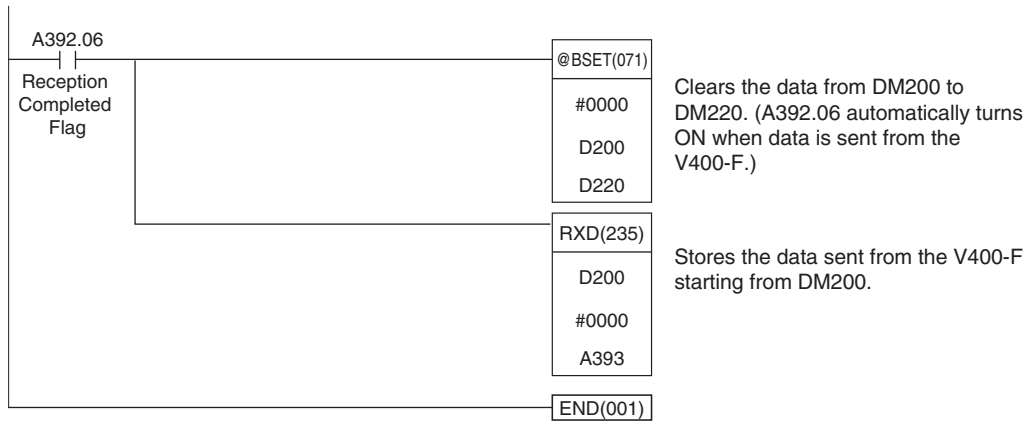 A392.06
Reception
Completed
Flag
@BSET(071)
#0000
D200
D220
Clears the data from DM200 to
DM220. (A392.06 automatically turns
ON when data is sent from the
V400-F.)
RXD(235)
D200
#0000
A393
Stores the data sent from the V400-F
starting from DM200.
END(001)